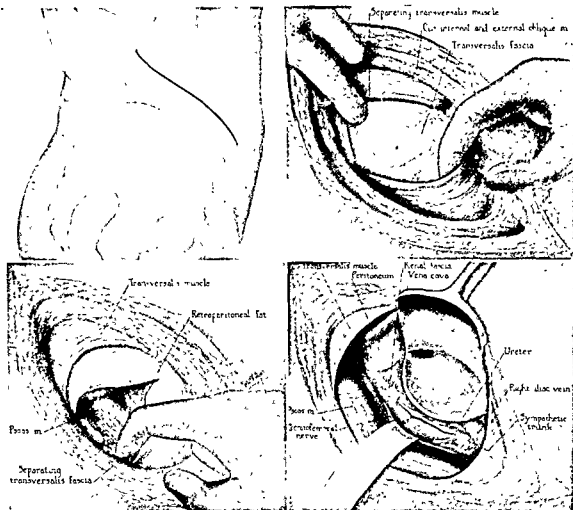 Separating transversalis muscle
Cut internal and external oblique m
Transversalis fascia
Transversalis muscle
Retroperitoneal fat
Psoas m
Separating
transversalis fascia
Transversalis muscle
Peritoneum
Renal fascia
Vena cava
Ureter
Right iliac vein
Sympathetic
trunk
Psoas m
Genitofemoral
nerve